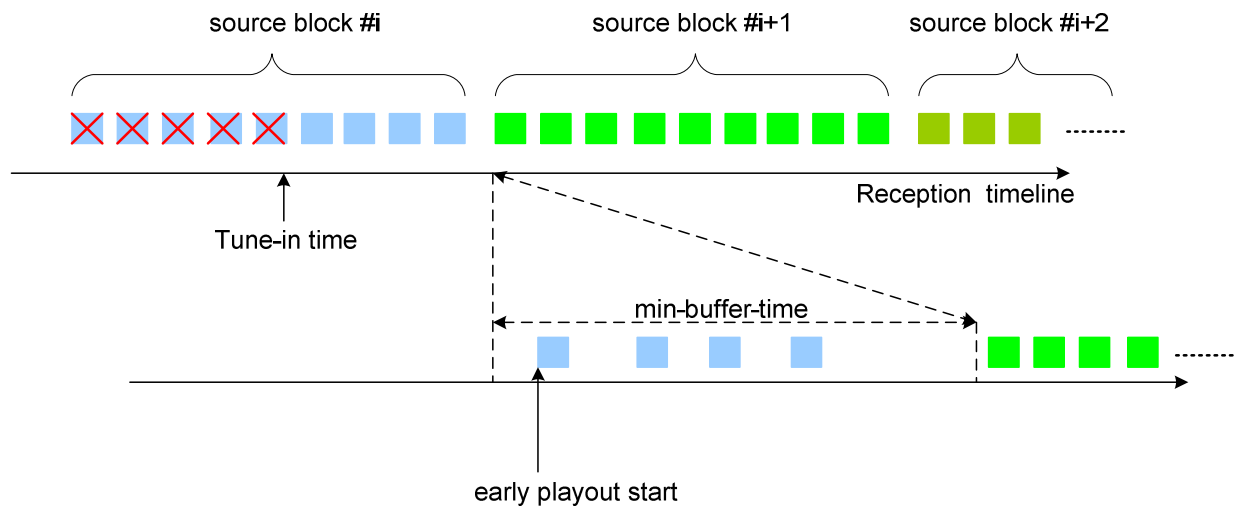 source block #i
source block #i+1
source block #i+2
Reception timeline
Tune-in time
min-buffer-time
early playout start